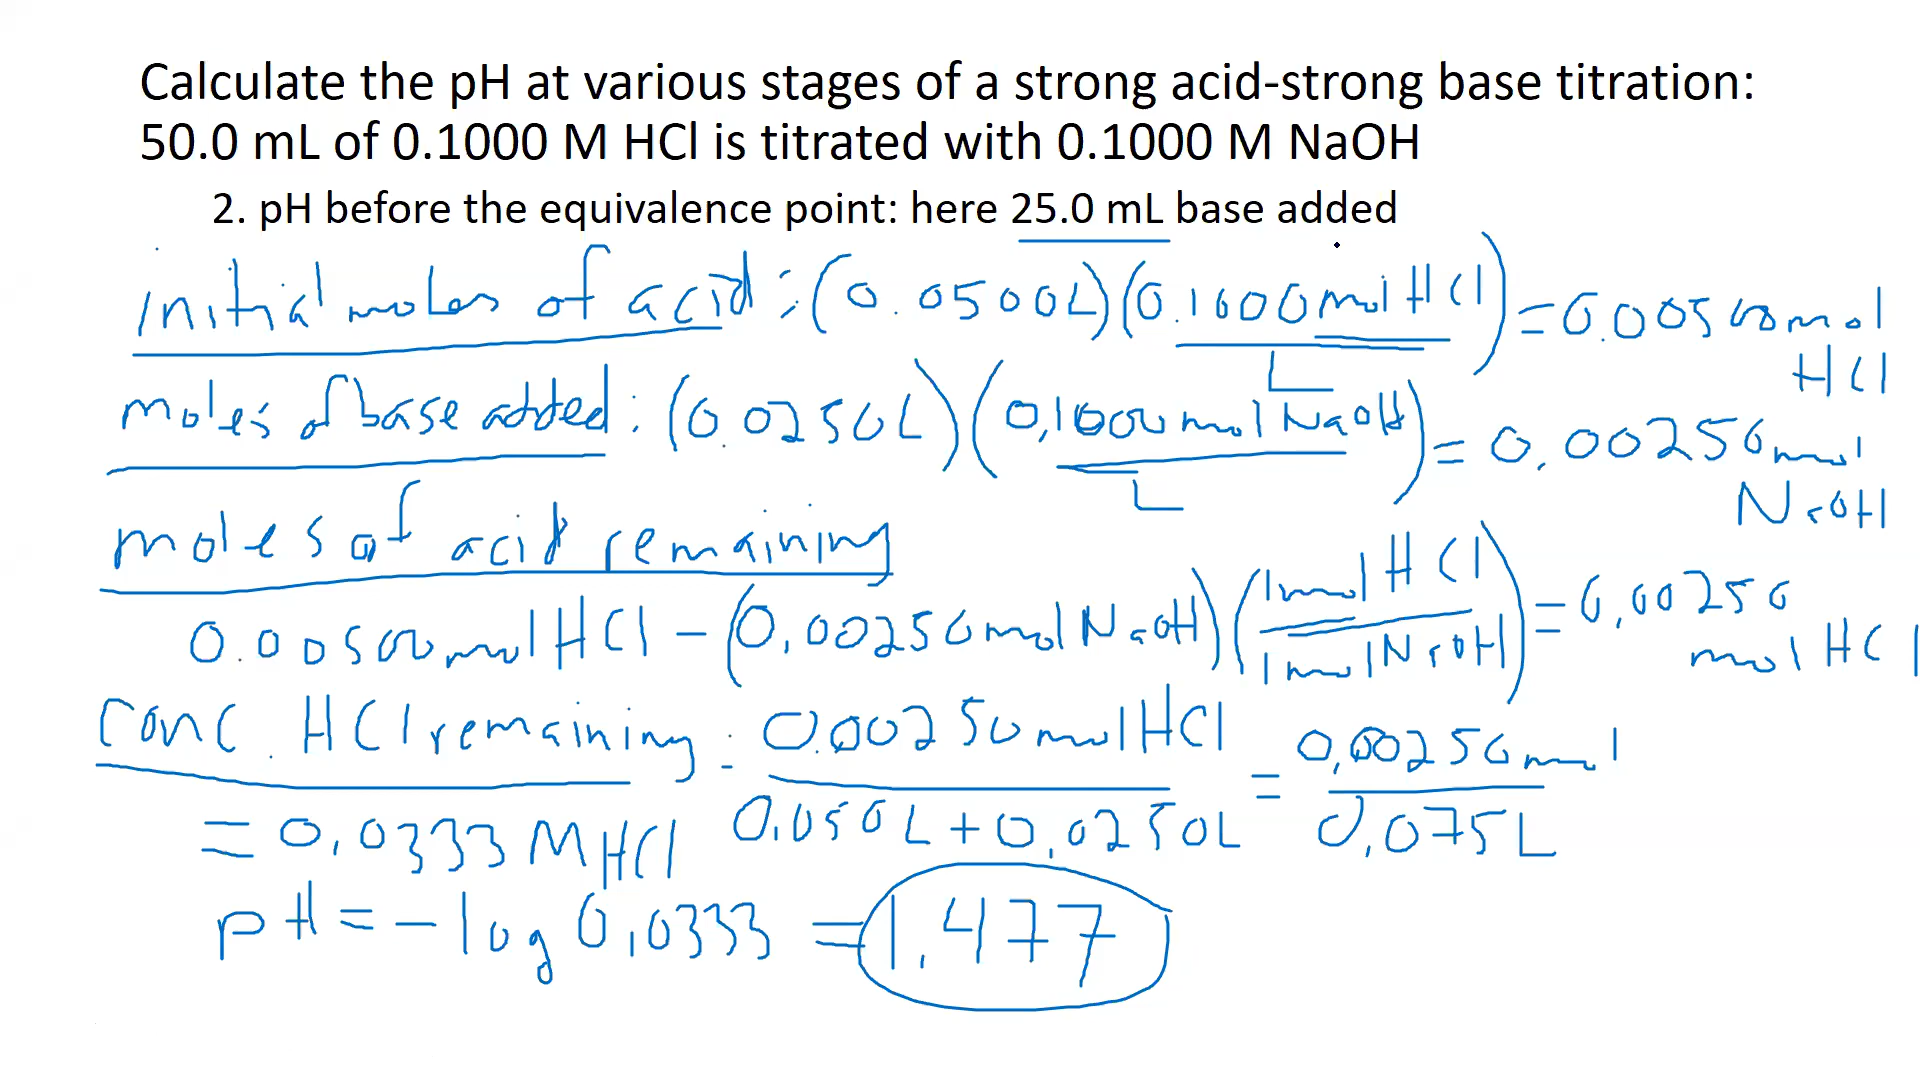 Calculate the pH at various stages of a strong acid-strong base titration:
50.0 mL of 0.1000 M HCl is titrated with 0.1000 M NaOH
2. pH before the equivalence point: here 25.0 mL base added
initial moles of acid: (0.0500L)(0.1000 mol HCl / L) = 0.00500 mol HCl
moles of base added: (0.0250L)(0.1000 mol NaOH / L) = 0.00250 mol NaOH
moles of acid remaining
0.00500 mol HCl - (0.00250 mol NaOH)(1 mol HCl / 1 mol NaOH) = 0.00250 mol HCl
conc. HCl remaining: 0.00250 mol HCl / 0.050L + 0.0250L = 0.00250 mol / 0.075L
= 0.0333 M HCl
pH = -log 0.0333 = 1.477